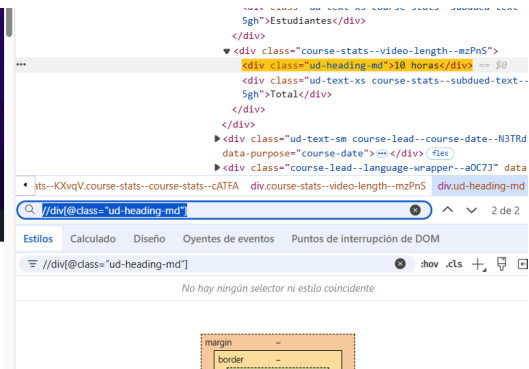 5gh">Estudiantes</div>
</div>
▼<div class="course-stats--video-length--mzPnS">
••• <div class="ud-heading-md">10 horas</div> == $0
<div class="ud-text-xs course-stats--subdued-text--
5gh">Total</div>
</div>
</div>
▶<div class="ud-text-sm course-lead--course-date--N3TRd
data-purpose="course-date">⋯</div> flex
▶<div class="course-lead--language-wrapper--aOC7J" data
ats--KXvqV.course-stats--course-stats--cATFA div.course-stats--video-length--mzPnS div.ud-heading-md
//div[@class="ud-heading-md"] 2 de 2
Estilos Calculado Diseño Oyentes de eventos Puntos de interrupción de DOM
//div[@class="ud-heading-md"] :hov .cls
No hay ningún selector ni estilo coincidente
margin –
border –